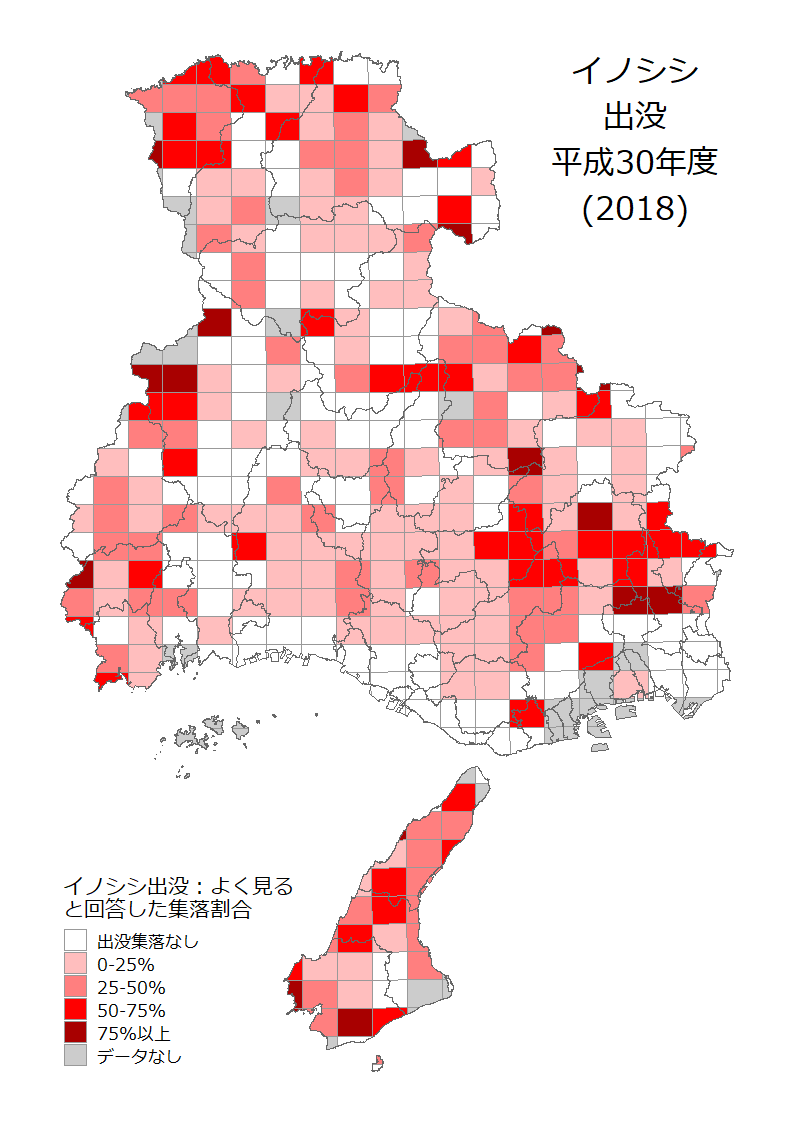 イノシシ
出没
平成30年度
(2018)
イノシシ出没：よく見る
と回答した集落割合
出没集落なし
0-25%
25-50%
50-75%
75%以上
データなし